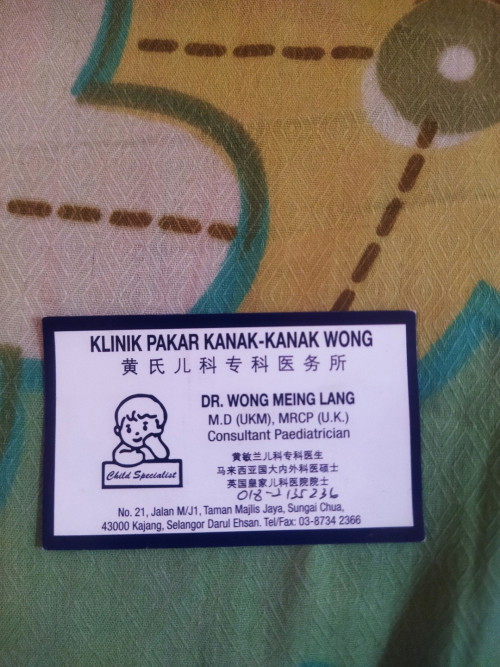 KLINIK PAKAR KANAK-KANAK WONG
黄氏儿科专科医务所
DR. WONG MEING LANG
M.D (UKM), MRCP (U.K.)
Consultant Paediatrician
Child Specialist
黄敏兰儿科专科医生
马来西亚国大内外科医硕士
英国皇家儿科医院院士
018-2135236
No. 21, Jalan M/J1, Taman Majlis Jaya, Sungai Chua,
43000 Kajang, Selangor Darul Ehsan. Tel/Fax: 03-8734 2366